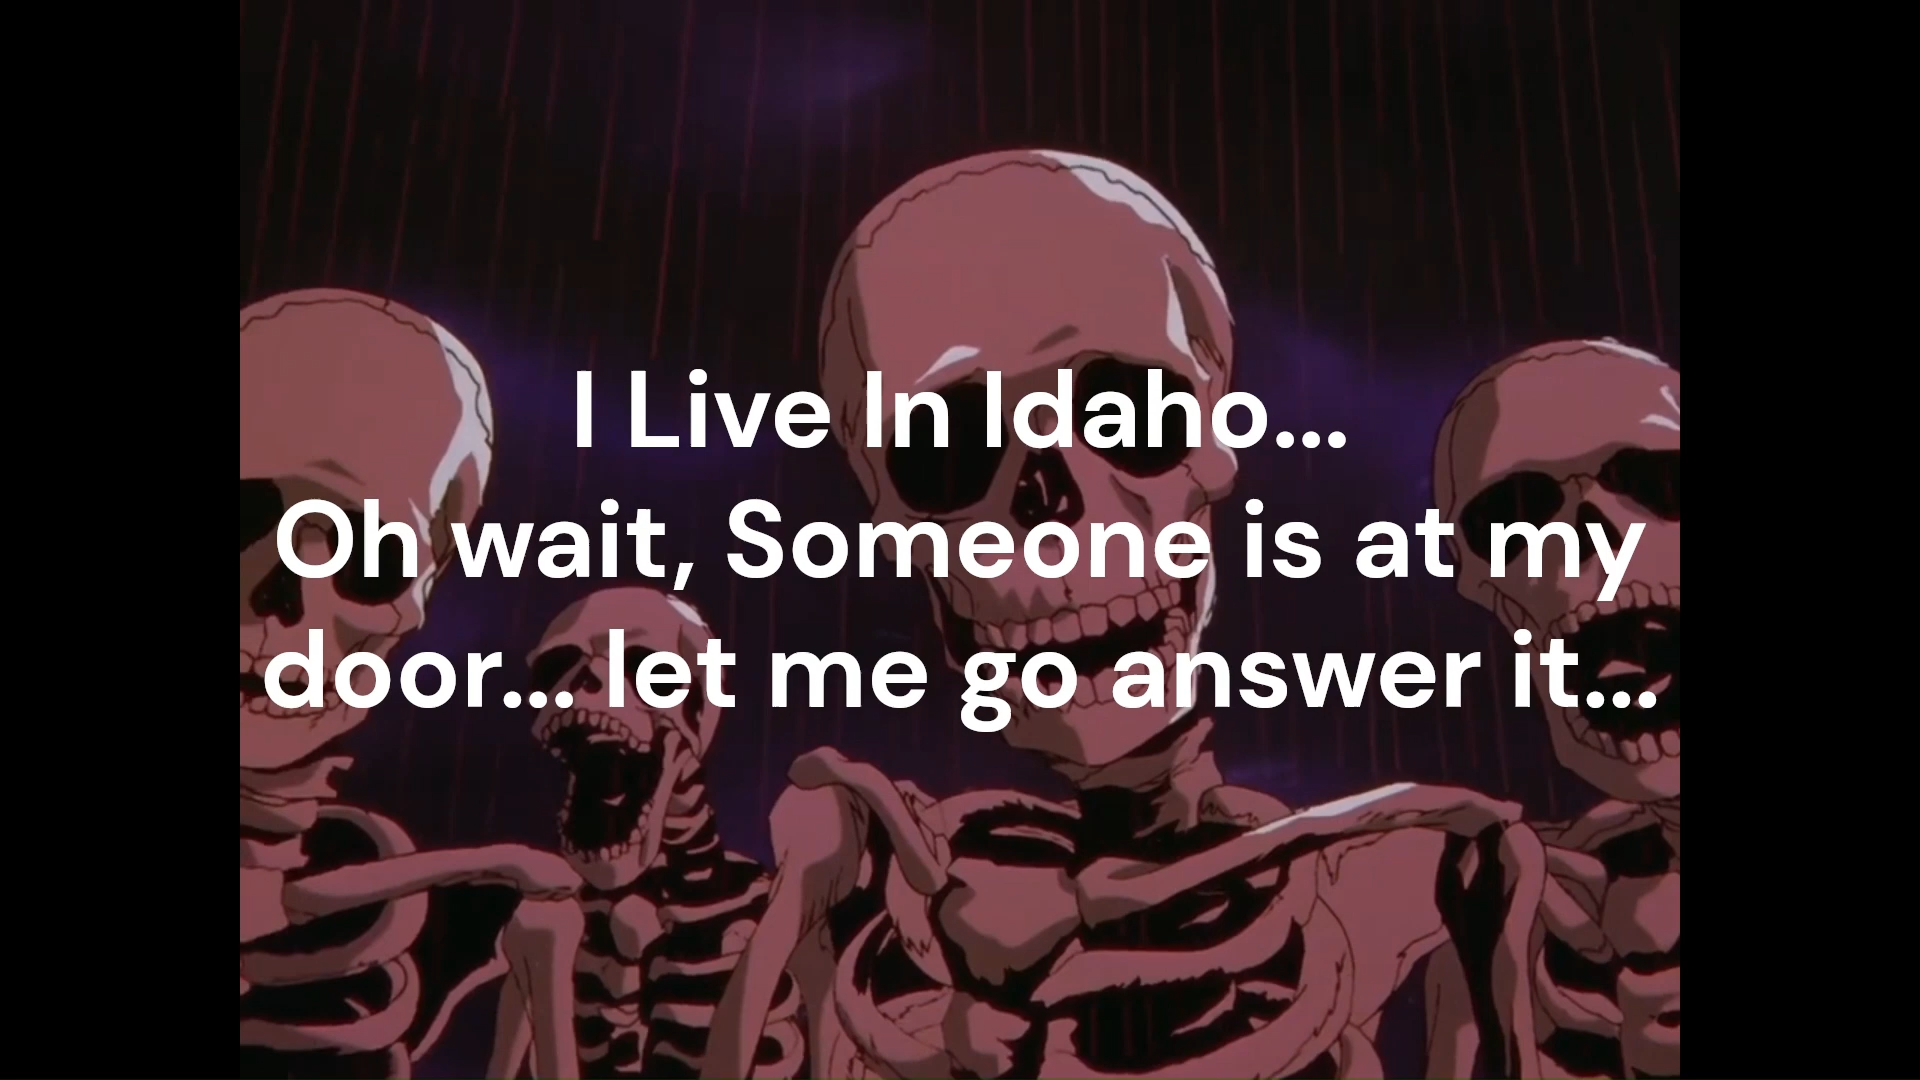 I Live In Idaho...
Oh wait, Someone is at my
door... let me go answer it...